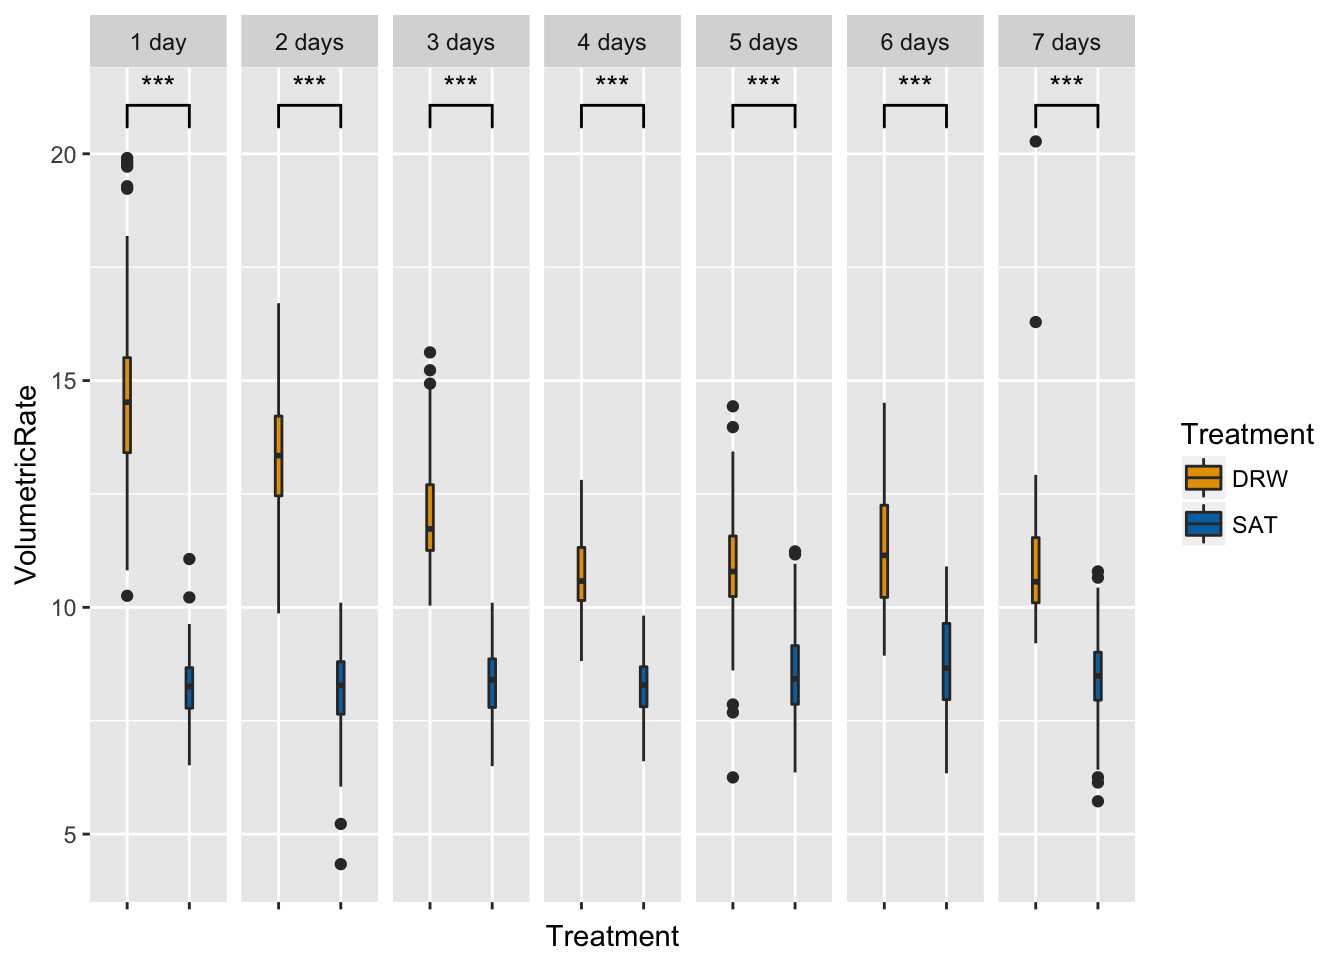 1 day 2 days 3 days 4 days 5 days 6 days 7 days
*** *** *** *** *** *** ***
20
15
10
5
VolumetricRate
Treatment
Treatment
DRW
SAT